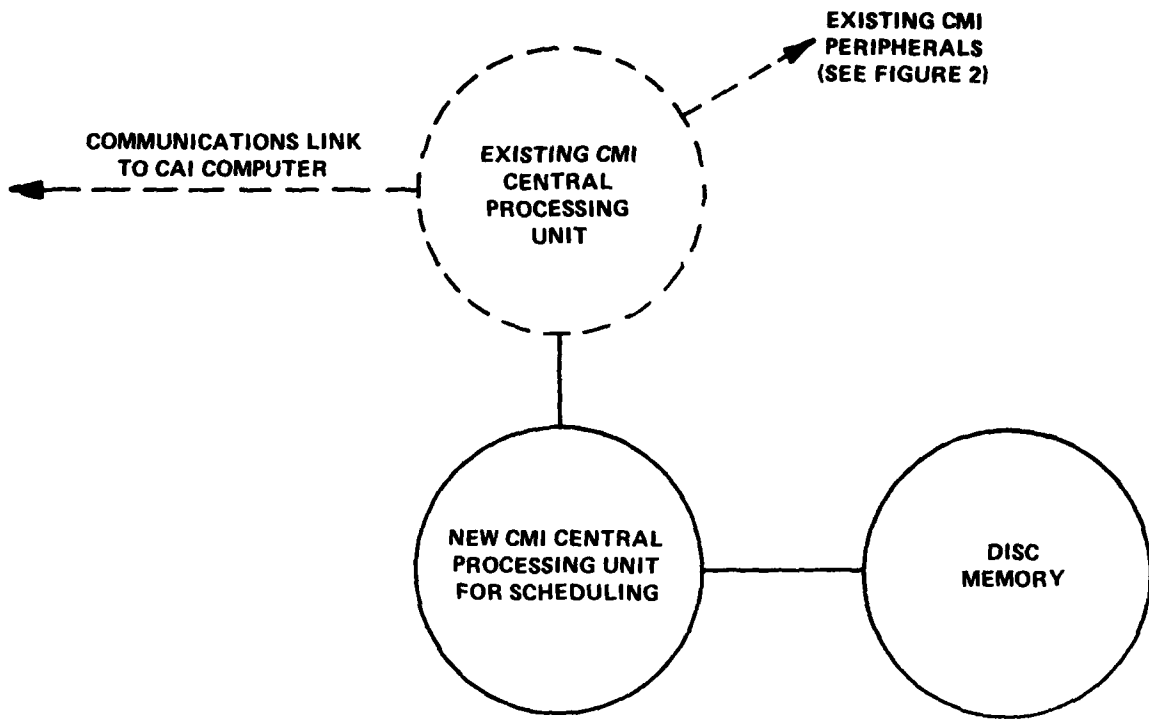 EXISTING CMI
PERIPHERALS
(SEE FIGURE 2)
COMMUNICATIONS LINK
TO CAI COMPUTER
EXISTING CMI
CENTRAL
PROCESSING
UNIT
NEW CMI CENTRAL
PROCESSING UNIT
FOR SCHEDULING
DISC
MEMORY